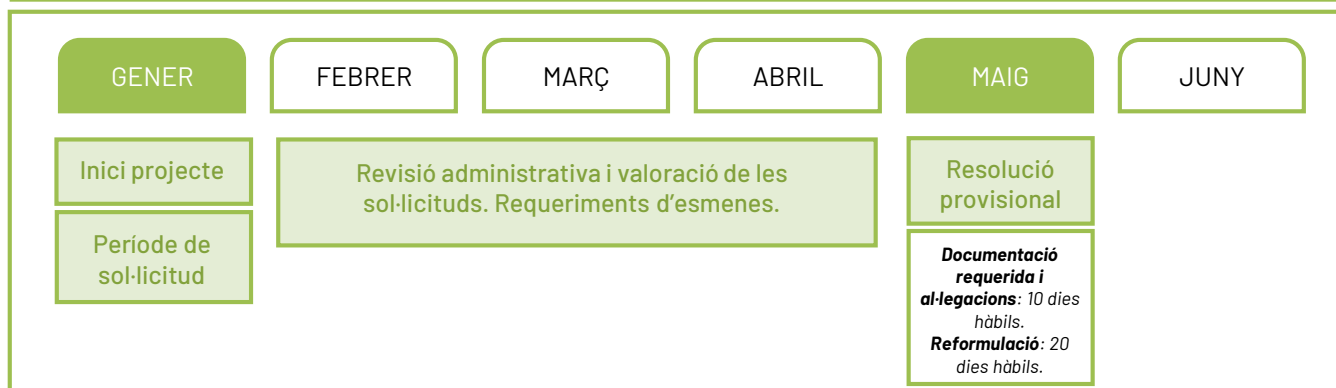 GENER
FEBRER
MARÇ
ABRIL
MAIG
JUNY
Inici projecte
Període de
sol·licitud
Revisió administrativa i valoració de les
sol·licituds. Requeriments d’esmenes.
Resolució
provisional
Documentació
requerida i
al·legacions: 10 dies
hàbils.
Reformulació: 20
dies hàbils.